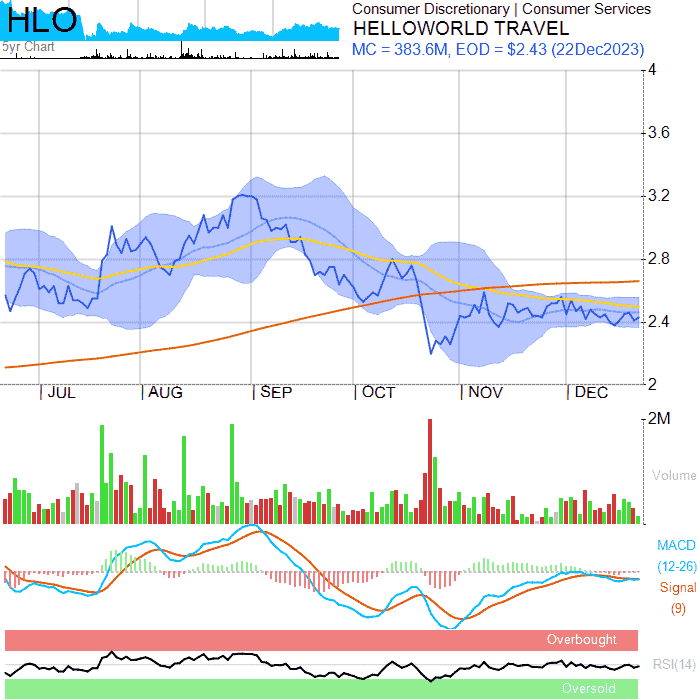 HLO
5yr Chart
Consumer Discretionary | Consumer Services
HELLOWORLD TRAVEL
MC = 383.6M, EOD = $2.43 (22Dec2023)
4
3.6
3.2
2.8
2.4
2
JUL
AUG
SEP
OCT
NOV
DEC
2M
Volume
MACD
(12-26)
Signal
(9)
Overbought
RSI(14)
Oversold